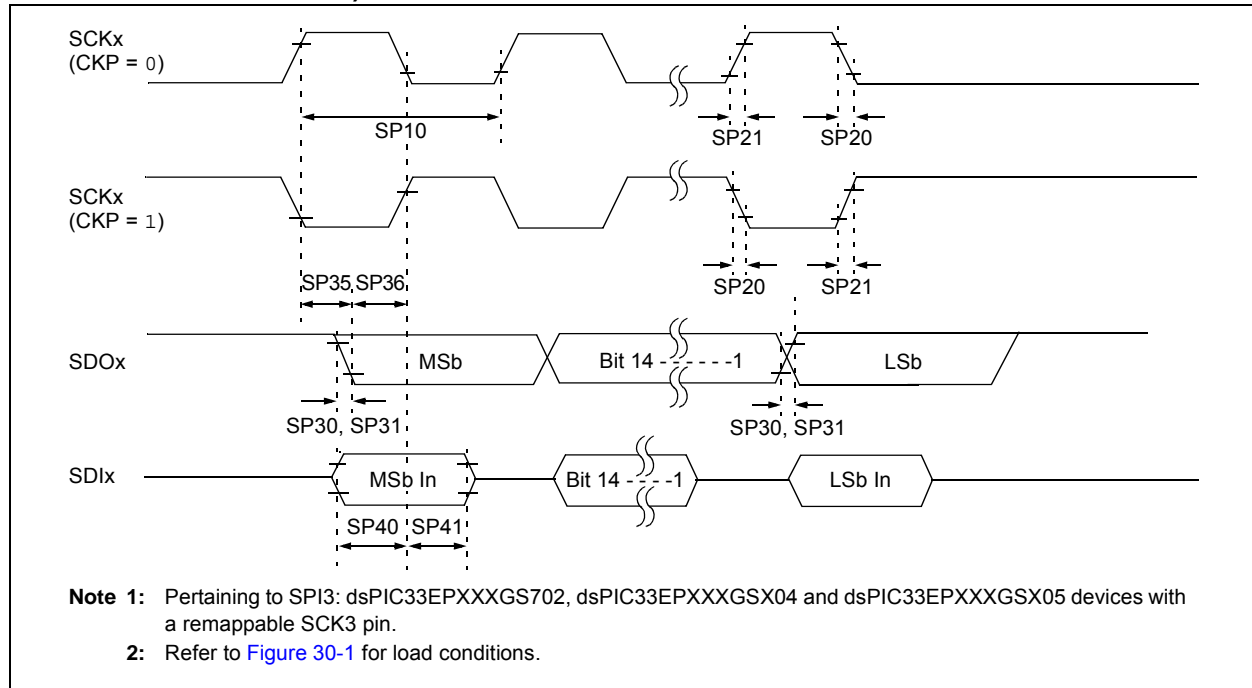 SCKx
(CKP = 0)
SP10
SP21
SP20
SCKx
(CKP = 1)
SP35
SP36
SP20
SP21
SDOx
MSb
Bit 14 - - - - - -1
LSb
SP30, SP31
SP30, SP31
SDIx
MSb In
Bit 14 - - - -1
LSb In
SP40
SP41
Note 1: Pertaining to SPI3: dsPIC33EPXXXGS702, dsPIC33EPXXXGSX04 and dsPIC33EPXXXGSX05 devices with
a remappable SCK3 pin.
2: Refer to Figure 30-1 for load conditions.